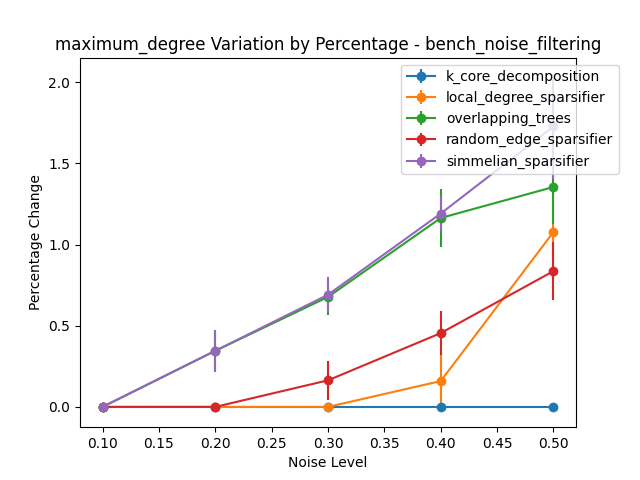 maximum_degree Variation by Percentage - bench_noise_filtering
k_core_decomposition
local_degree_sparsifier
overlapping_trees
random_edge_sparsifier
simmelian_sparsifier
Percentage Change
2.0
1.5
1.0
0.5
0.0
0.10 0.15 0.20 0.25 0.30 0.35 0.40 0.45 0.50
Noise Level